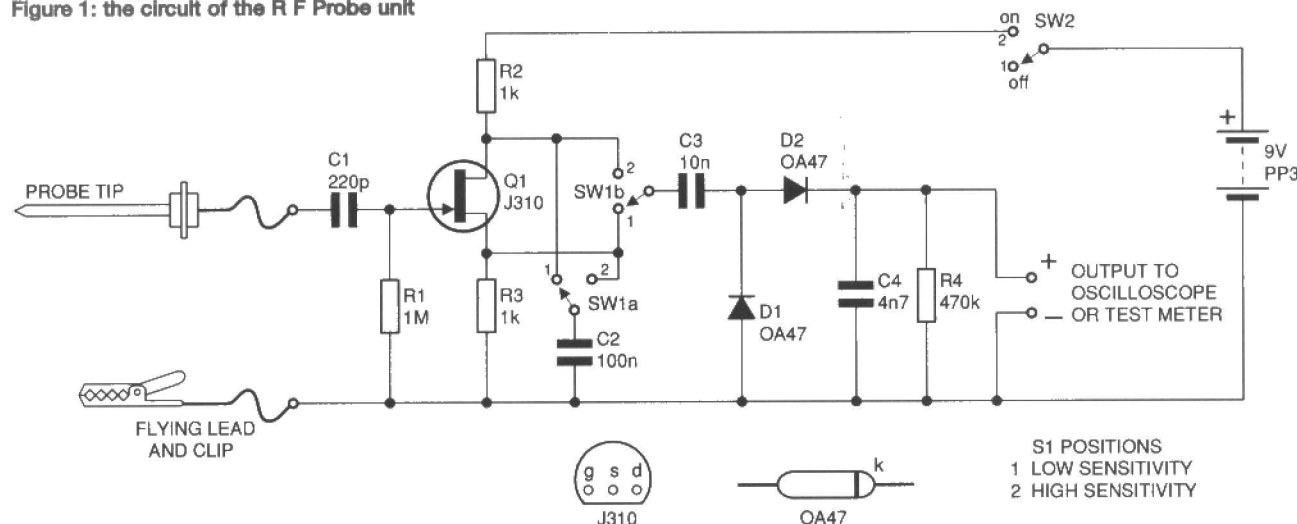 Figure 1: the circuit of the R F Probe unit
on
SW2
2
1
off
R2
1k
C1
220p
PROBE TIP
Q1
J310
2
SW1b
1
C3
10n
D2
OA47
+
9V
PP3
1
2
SW1a
R1
1M
R3
1k
C2
100n
D1
OA47
C4
4n7
R4
470k
+
OUTPUT TO
OSCILLOSCOPE
— OR TEST METER
FLYING LEAD
AND CLIP
g s d
J310
k
OA47
S1 POSITIONS
1 LOW SENSITIVITY
2 HIGH SENSITIVITY